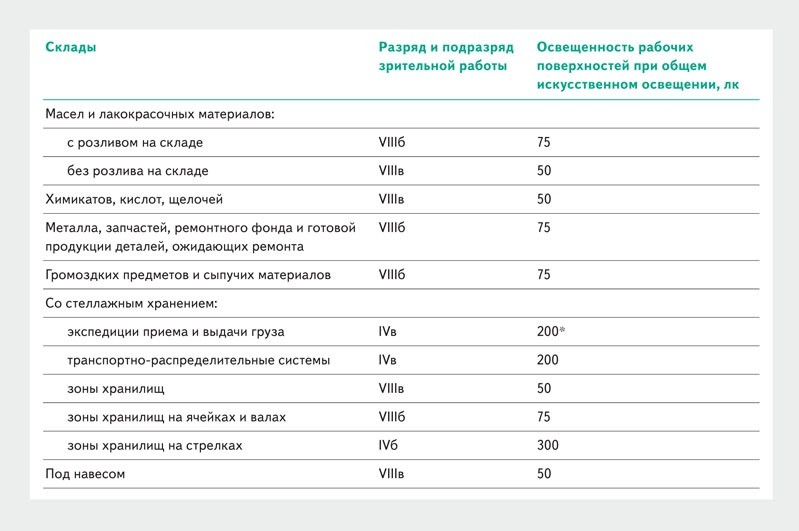 Склады
Разряд и подразряд
зрительной работы
Освещенность рабочих
поверхностей при общем
искусственном освещении, лк
Масел и лакокрасочных материалов:
с розливом на складе VIIIб 75
без розлива на складе VIIIв 50
Химикатов, кислот, щелочей VIIIв 50
Металла, запчастей, ремонтного фонда и готовой VIIIб 75
продукции деталей, ожидающих ремонта
Громоздких предметов и сыпучих материалов VIIIб 75
Со стеллажным хранением:
экспедиции приема и выдачи груза IVв 200*
транспортно-распределительные системы IVв 200
зоны хранилищ VIIIв 50
зоны хранилищ на ячейках и валах VIIIб 75
зоны хранилищ на стрелках IVб 300
Под навесом VIIIв 50